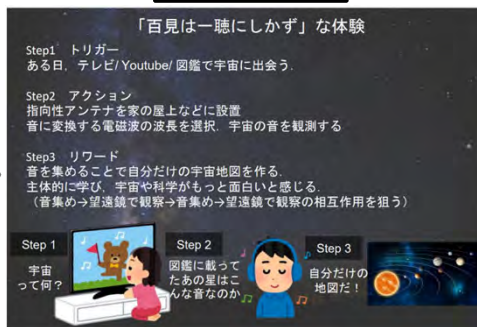 「百見は一聴にしかず」な体験
Step1 トリガー
ある日，テレビ/ Youtube/ 図鑑で宇宙に出会う．
Step2 アクション
指向性アンテナを家の屋上などに設置
音に変換する電磁波の波長を選択．宇宙の音を観測する
Step3 リワード
音を集めることで自分だけの宇宙地図を作る．
主体的に学び，宇宙や科学がもっと面白いと感じる．
（音集め→望遠鏡で観察→音集め→望遠鏡で観察の相互作用を狙う）
Step 1
宇宙
って何？
Step 2
図鑑に載って
たあの星はこ
んな音なのか
Step 3
自分だけの
地図だ！